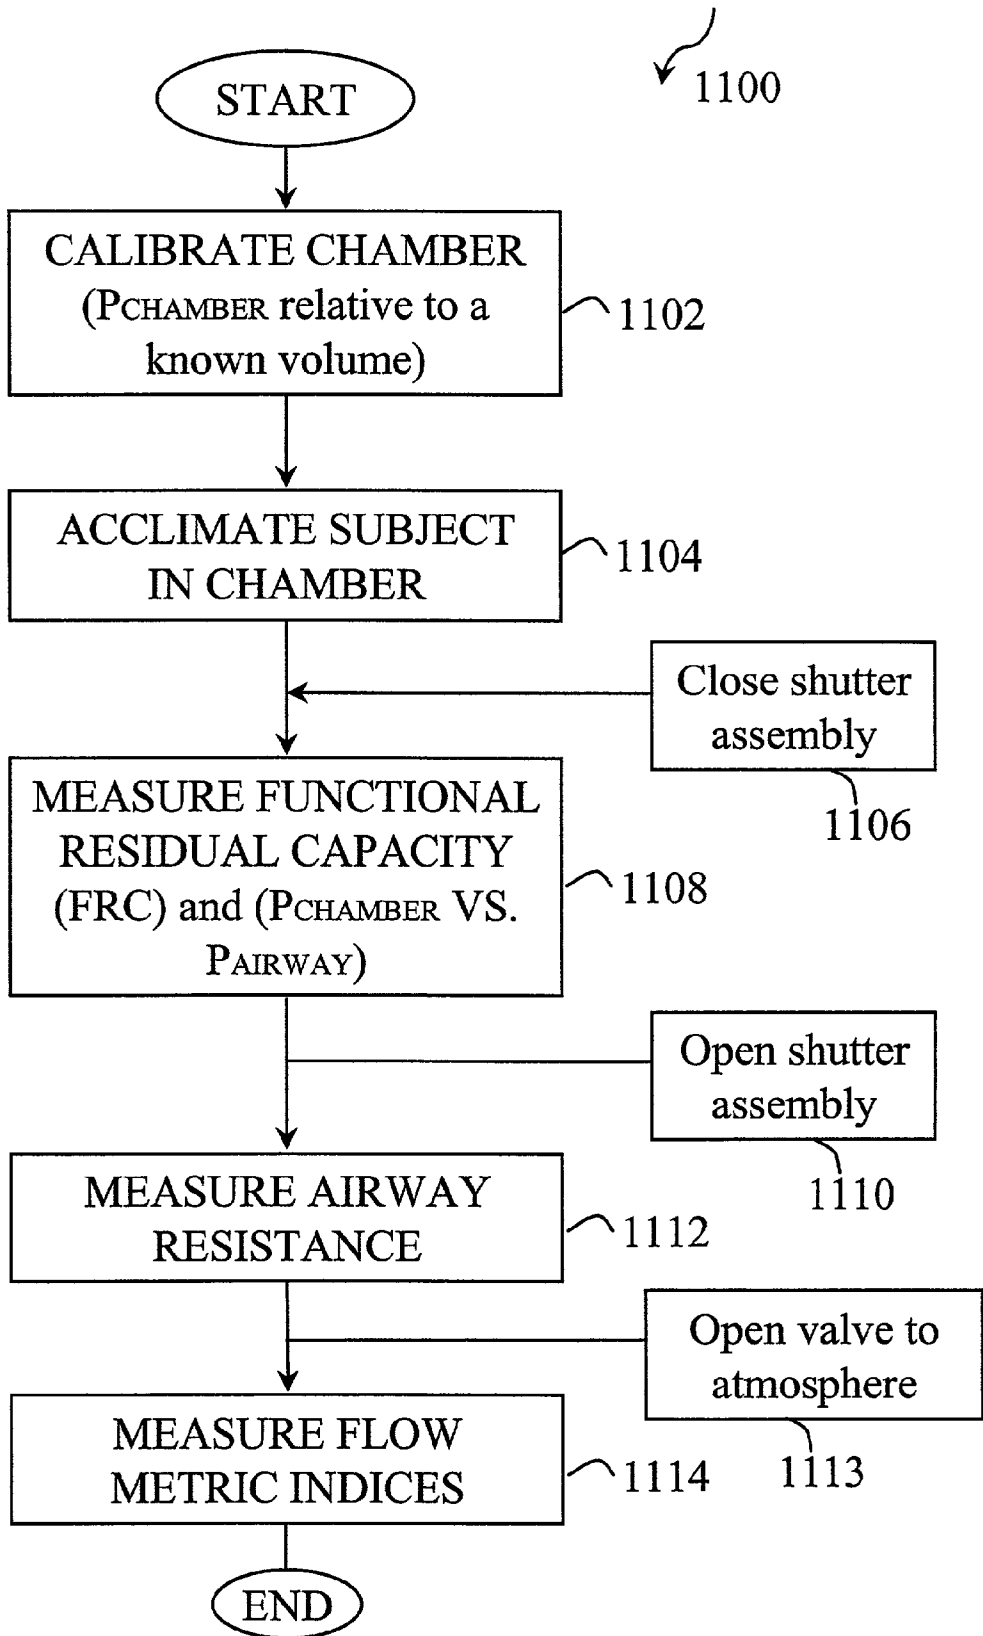 1100
START
CALIBRATE CHAMBER
(PCHAMBER relative to a
known volume)
1102
ACCLIMATE SUBJECT
IN CHAMBER
1104
Close shutter
assembly
1106
MEASURE FUNCTIONAL
RESIDUAL CAPACITY
(FRC) and (PCHAMBER VS.
PAIRWAY)
1108
Open shutter
assembly
1110
MEASURE AIRWAY
RESISTANCE
1112
Open valve to
atmosphere
1113
MEASURE FLOW
METRIC INDICES
1114
END